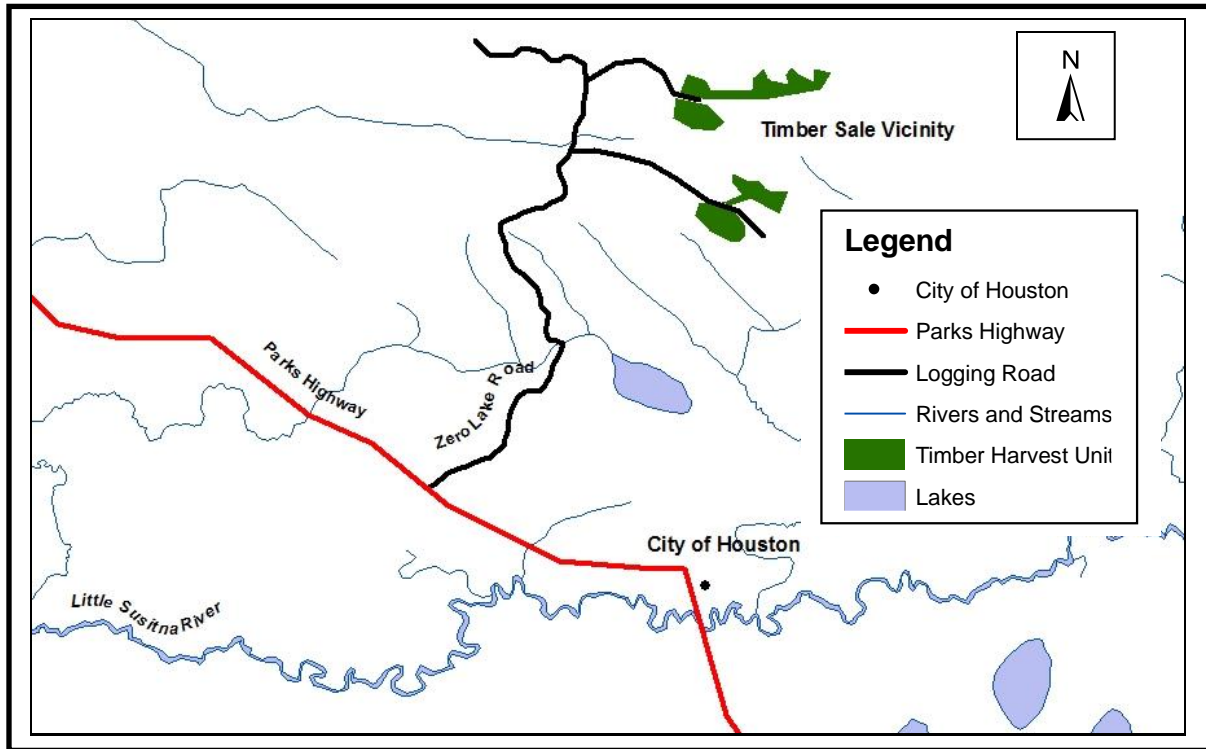 N
Timber Sale Vicinity
Legend
City of Houston
Parks Highway
Logging Road
Rivers and Streams
Timber Harvest Unit
Lakes
Parks Highway
Zero Lake Road
City of Houston
Little Susitna River